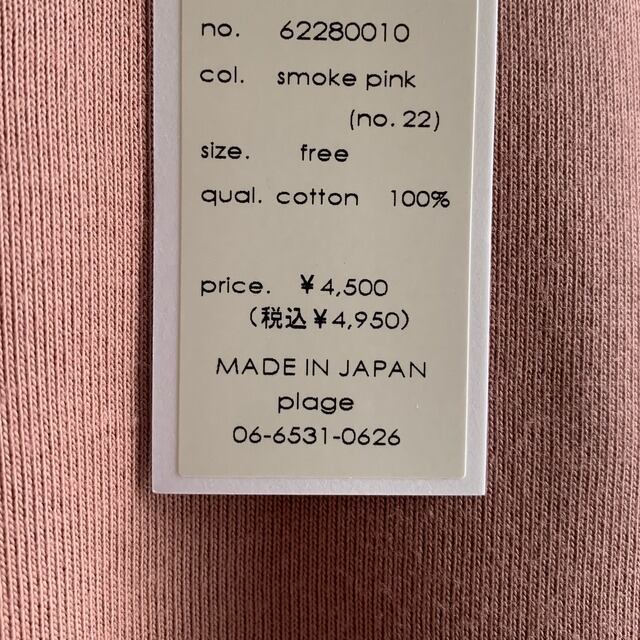 no. 62280010
col. smoke pink
(no. 22)
size. free
qual. cotton 100%
price. ¥4,500
(税込¥4,950)
MADE IN JAPAN
plage
06-6531-0626